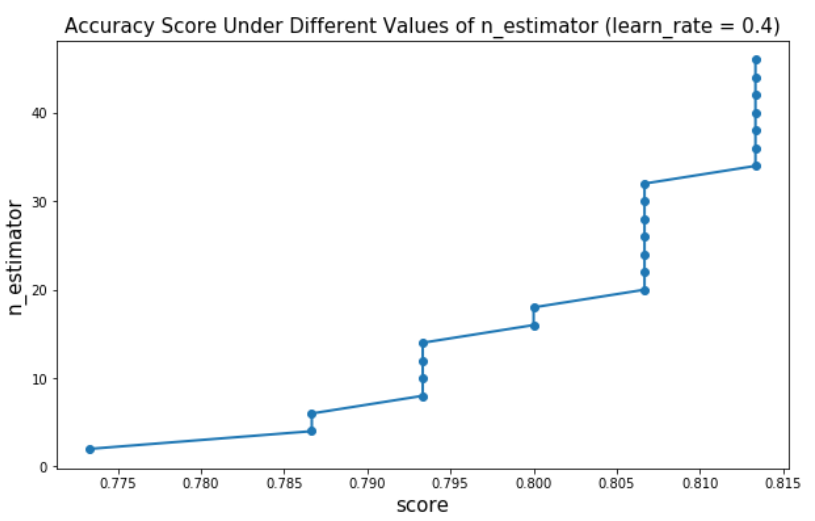 Accuracy Score Under Different Values of n_estimator (learn_rate = 0.4)
40
30
20
10
0
n_estimator
0.775 0.780 0.785 0.790 0.795 0.800 0.805 0.810 0.815
score